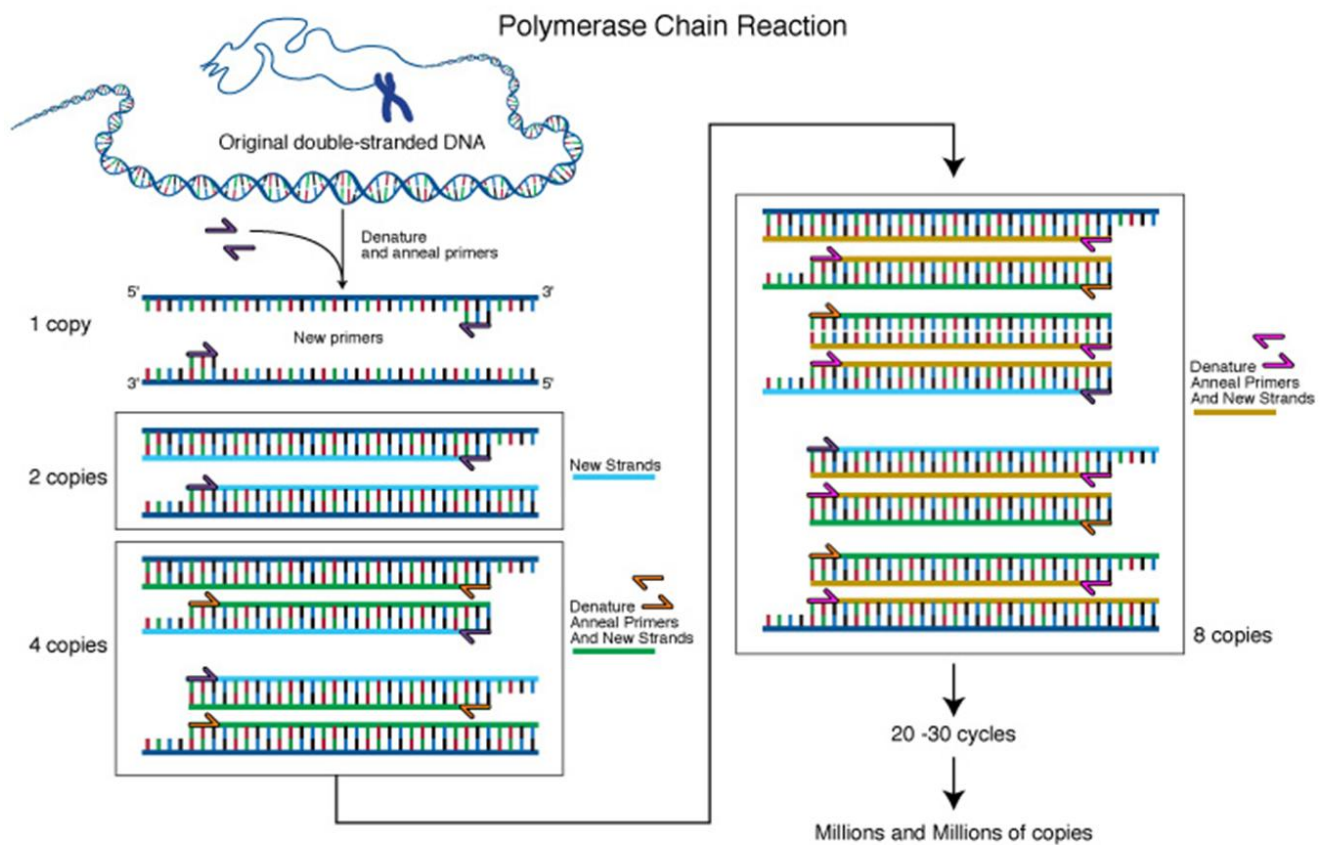 Polymerase Chain Reaction
Original double-stranded DNA
Denature
and anneal primers
5'
3'
1 copy
New primers
3'
5'
2 copies
New Strands
4 copies
Denature
Anneal Primers
And New Strands
Denature
Anneal Primers
And New Strands
8 copies
20 -30 cycles
Millions and Millions of copies